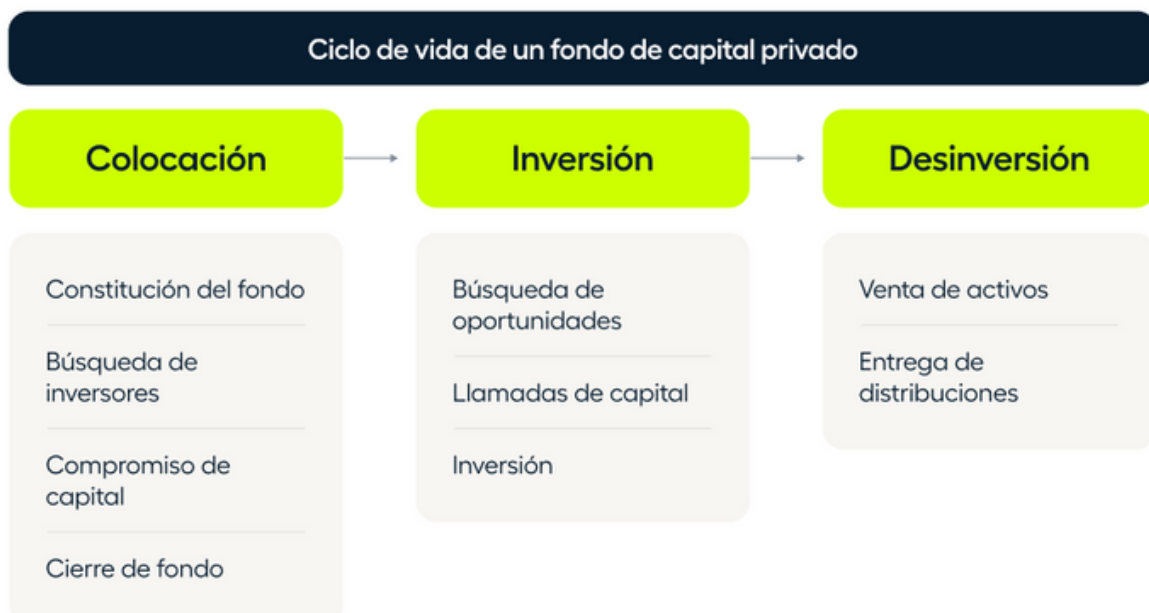 Ciclo de vida de un fondo de capital privado
Colocación
Inversión
Desinversión
Constitución del fondo
Búsqueda de
inversores
Compromiso de
capital
Cierre de fondo
Búsqueda de
oportunidades
Llamadas de capital
Inversión
Venta de activos
Entrega de
distribuciones